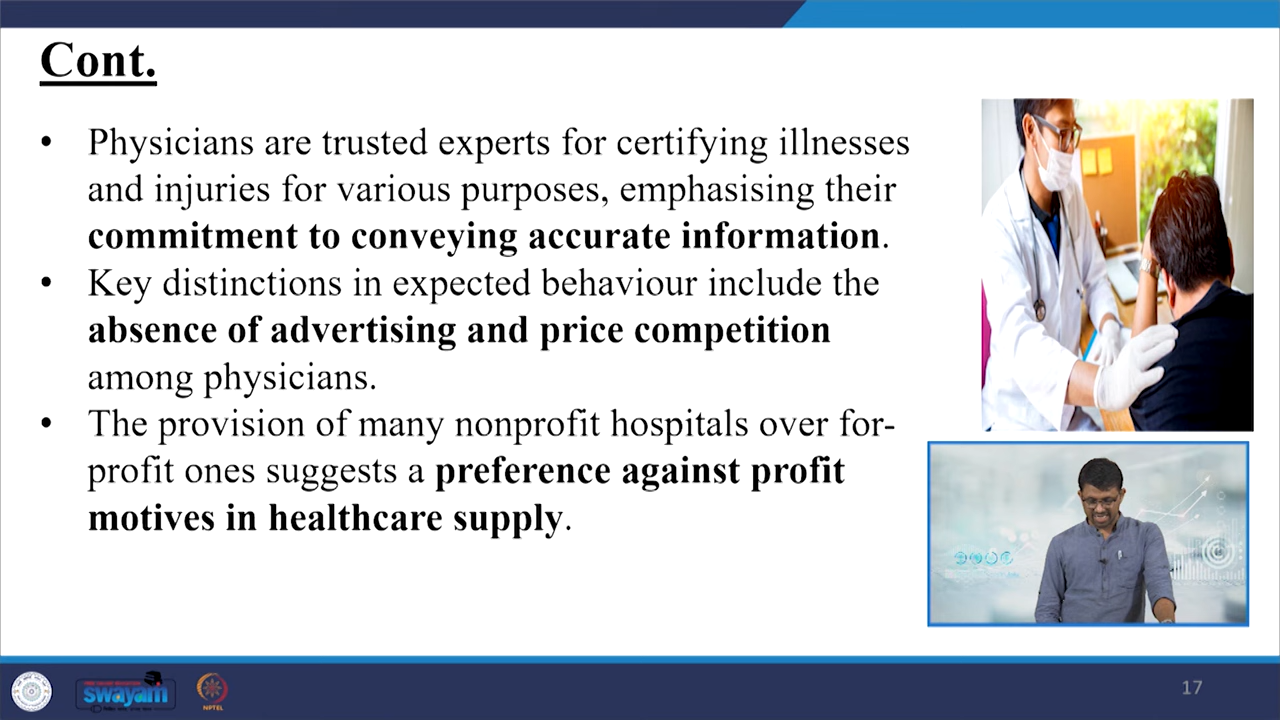 Cont.
• Physicians are trusted experts for certifying illnesses
and injuries for various purposes, emphasising their
commitment to conveying accurate information.
• Key distinctions in expected behaviour include the
absence of advertising and price competition
among physicians.
• The provision of many nonprofit hospitals over for-
profit ones suggests a preference against profit
motives in healthcare supply.
swayam
NPTEL
17